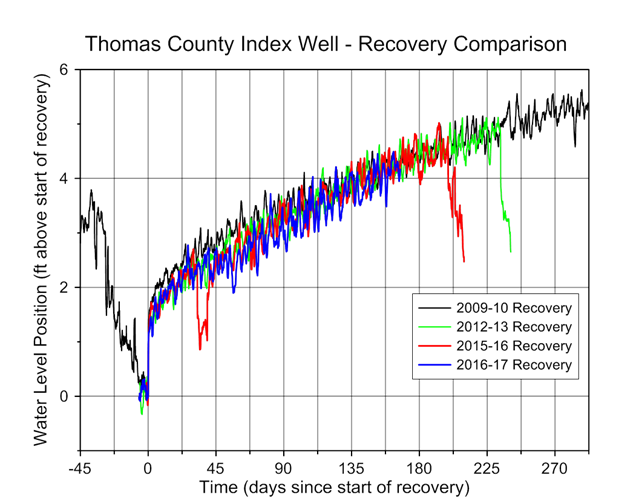 Thomas County Index Well - Recovery Comparison
Water Level Position (ft above start of recovery)
6
4
2
0
2009-10 Recovery
2012-13 Recovery
2015-16 Recovery
2016-17 Recovery
-45 0 45 90 135 180 225 270
Time (days since start of recovery)